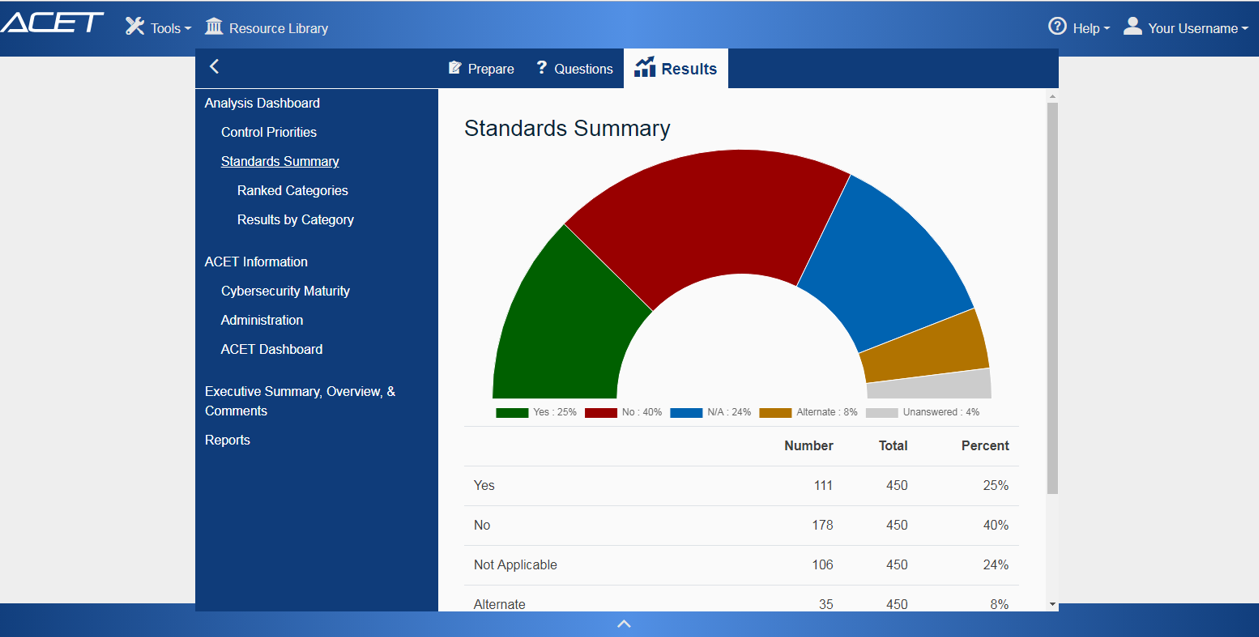 ACET Tools Resource Library Help Your Username
Prepare ? Questions Results
Analysis Dashboard
Control Priorities
Standards Summary
Ranked Categories
Results by Category
ACET Information
Cybersecurity Maturity
Administration
ACET Dashboard
Executive Summary, Overview, &
Comments
Reports
Standards Summary
Yes : 25% No : 40% N/A : 24% Alternate : 8% Unanswered : 4%
Number Total Percent
Yes 111 450 25%
No 178 450 40%
Not Applicable 106 450 24%
Alternate 35 450 8%